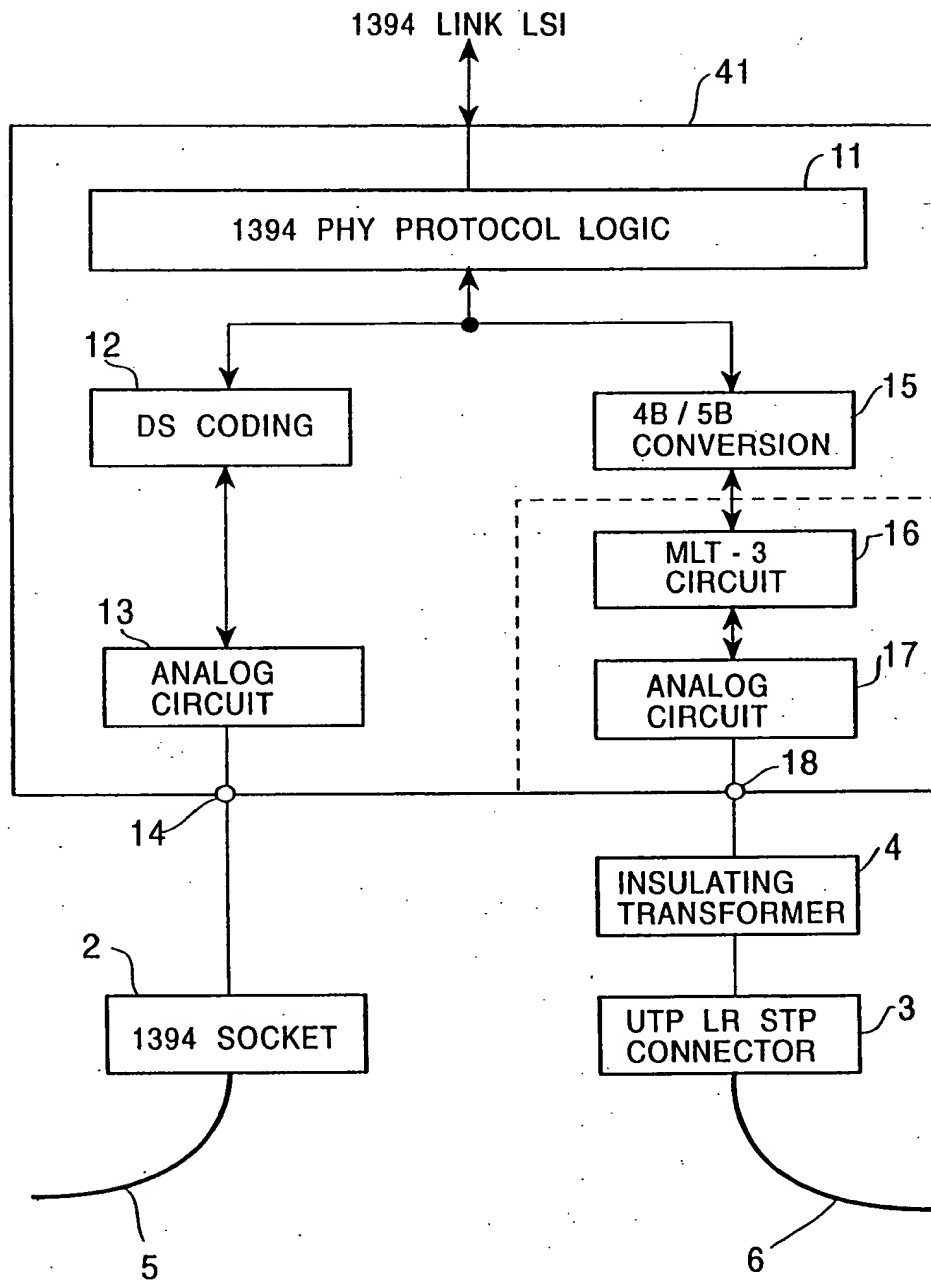 1394 LINK LSI
41
11
1394 PHY PROTOCOL LOGIC
12
DS CODING
15
4B / 5B
CONVERSION
16
MLT - 3
CIRCUIT
13
ANALOG
CIRCUIT
17
ANALOG
CIRCUIT
14
18
4
INSULATING
TRANSFORMER
2
1394 SOCKET
3
UTP LR STP
CONNECTOR
5
6